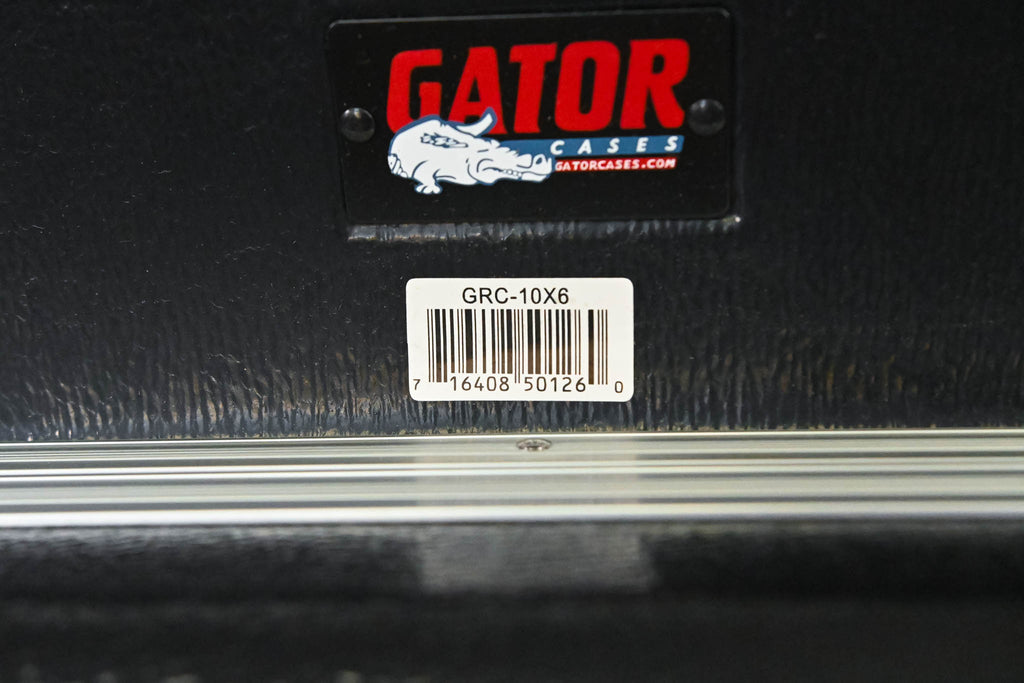 GATOR
CASES
GATORCASES.COM
GRC-10X6
7 16408 50126 0